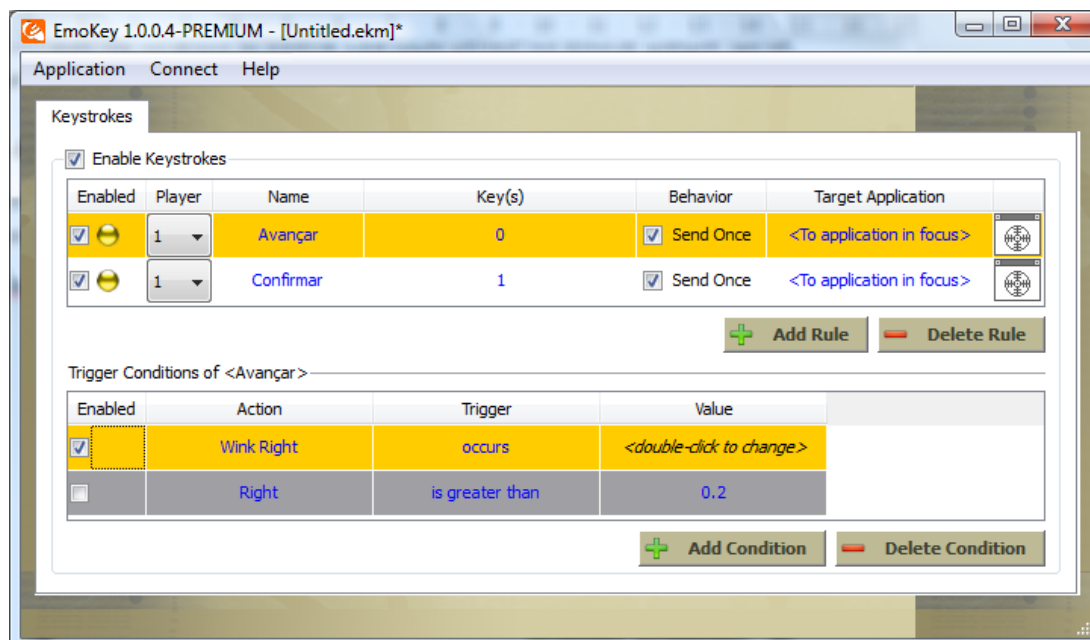 EmoKey 1.0.0.4-PREMIUM - [Untitled.ekm]*
Application Connect Help
Keystrokes
Enable Keystrokes
Enabled Player Name Key(s) Behavior Target Application
1 Avançar 0 Send Once <To application in focus>
1 Confirmar 1 Send Once <To application in focus>
Add Rule Delete Rule
Trigger Conditions of <Avançar>
Enabled Action Trigger Value
Wink Right occurs <double-click to change>
Right is greater than 0.2
Add Condition Delete Condition